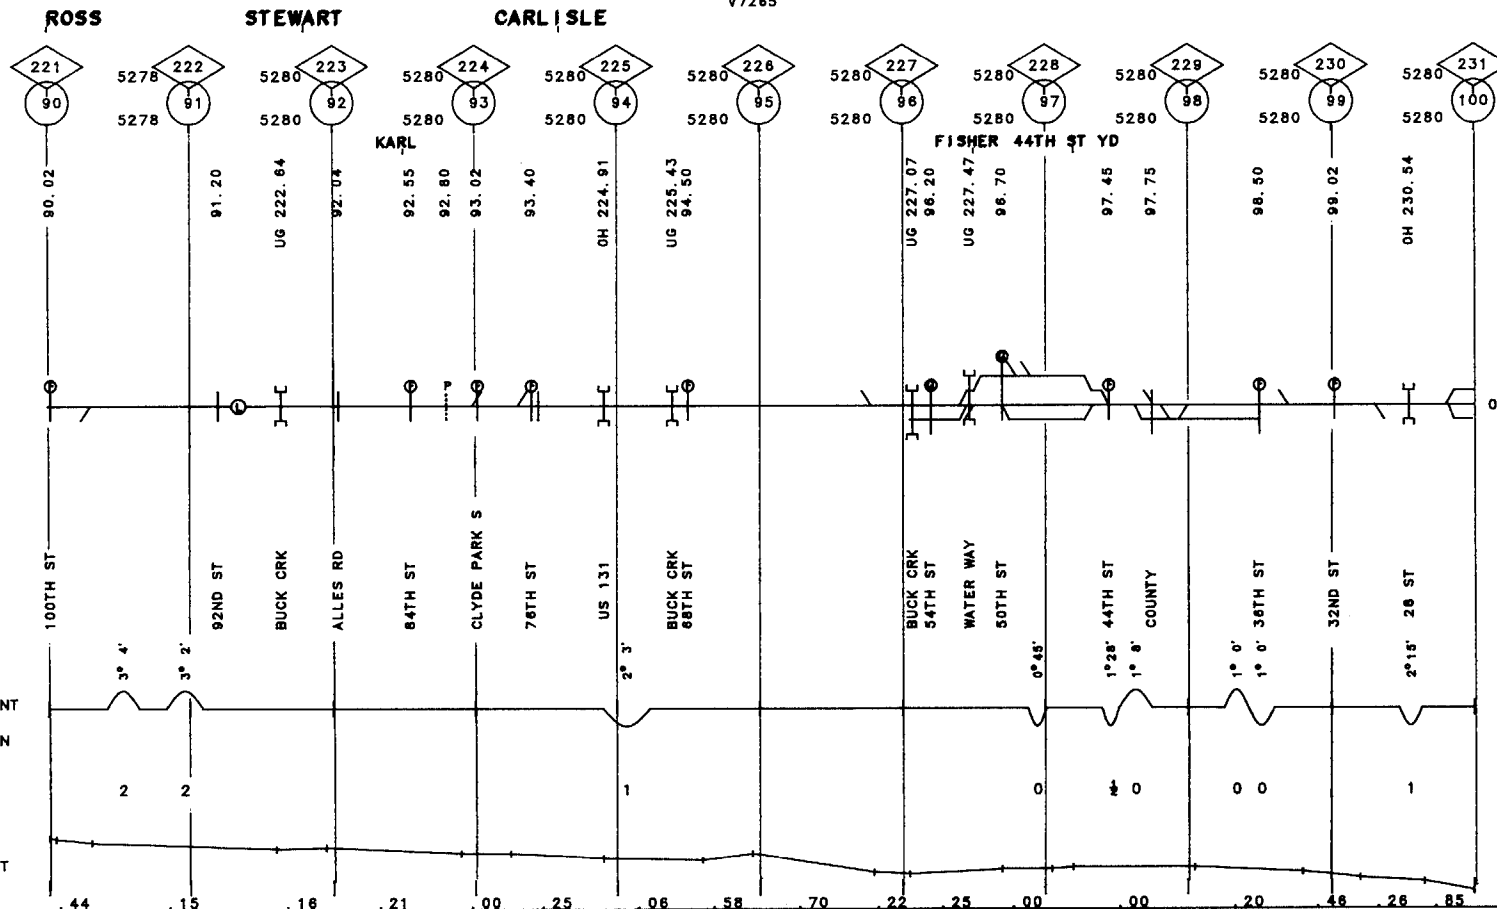 V7265
ROSS STEWART CARLISLE
221 222 223 224 225 226 227 228 229 230 231
5278 5280 5280 5280 5280 5280 5280 5280 5280 5280
90 91 92 93 94 95 96 97 98 99 100
5278 5280 5280 5280 5280 5280 5280 5280 5280 5280
KARL FISHER 44TH ST YD
90.02
91.20
UG 222.64
92.04
92.55
92.80
93.02
93.40
OH 224.91
UG 225.43
94.50
UG 227.07
96.20
UG 227.47
96.70
97.45
97.75
98.50
99.02
OH 230.54
P
L
O
100TH ST
92ND ST
BUCK CRK
ALLES RD
84TH ST
CLYDE PARK S
76TH ST
US 131
BUCK CRK
68TH ST
BUCK CRK
54TH ST
WATER WAY
50TH ST
44TH ST
COUNTY
36TH ST
32ND ST
28 ST
3° 4'
3° 2'
2° 3'
0°45'
1°28'
1° 8'
1° 0'
1° 0'
2°15'
NT
N
2 2 1 0 0 0 0 1
T
.44 .15 .16 .21 .00 .25 .06 .58 .70 .22 .25 .00 .00 .20 .46 .26 .85